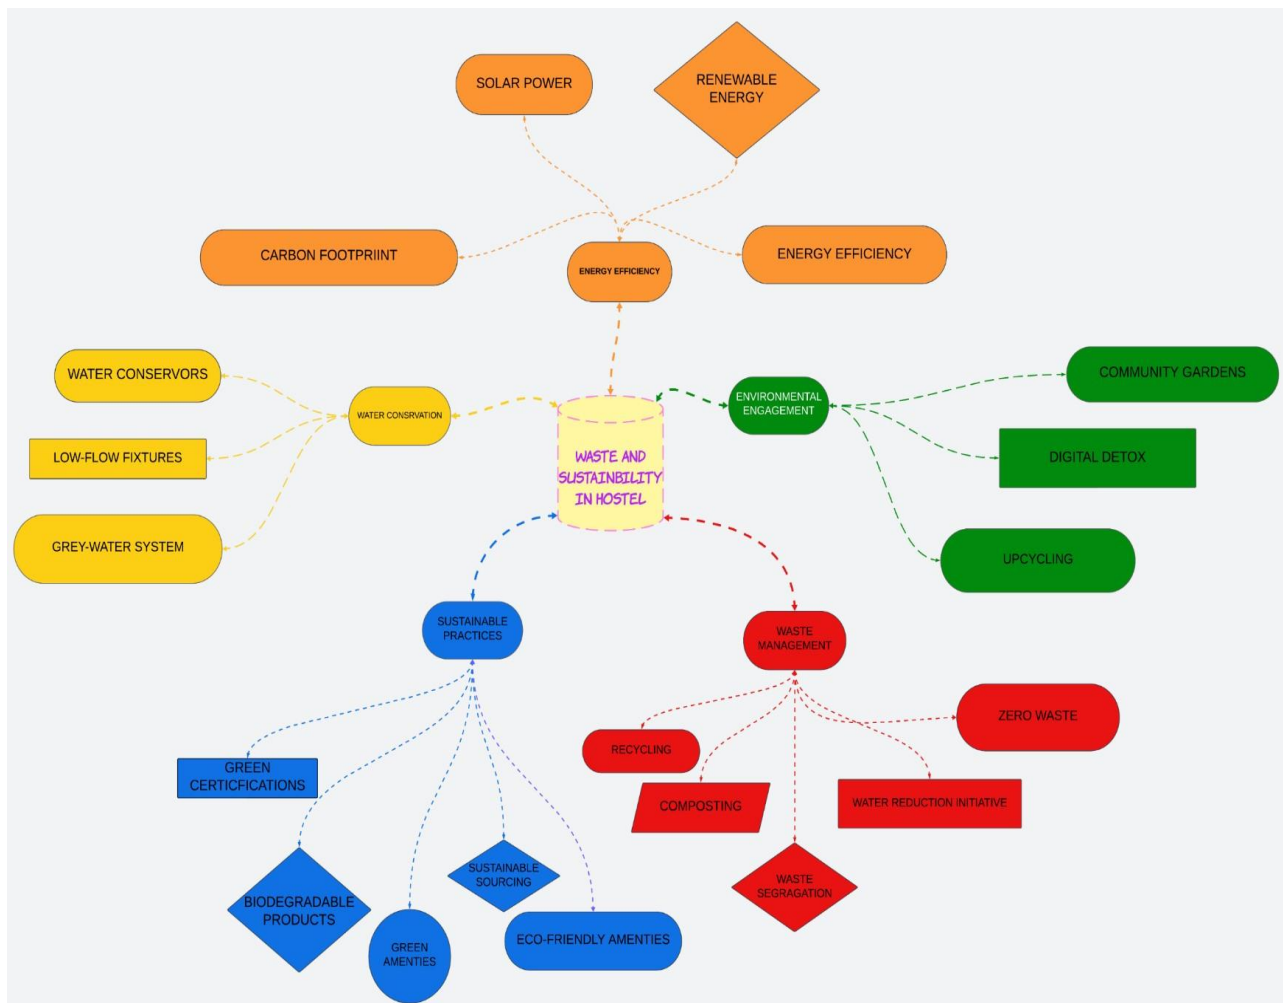 SOLAR POWER
RENEWABLE
ENERGY
CARBON FOOTPRIINT
ENERGY EFFICIENCY
ENERGY EFFICIENCY
WATER CONSERVORS
WATER CONSRVATION
LOW-FLOW FIXTURES
GREY-WATER SYSTEM
WASTE AND
SUSTAINBILITY
IN HOSTEL
ENVIRONMENTAL
ENGAGEMENT
COMMUNITY GARDENS
DIGITAL DETOX
UPCYCLING
SUSTAINABLE
PRACTICES
GREEN
CERTICFICATIONS
BIODEGRADABLE
PRODUCTS
GREEN
AMENTIES
SUSTAINABLE
SOURCING
ECO-FRIENDLY AMENTIES
WASTE
MANAGEMENT
RECYCLING
COMPOSTING
WASTE
SEGRAGATION
WATER REDUCTION INITIATIVE
ZERO WASTE